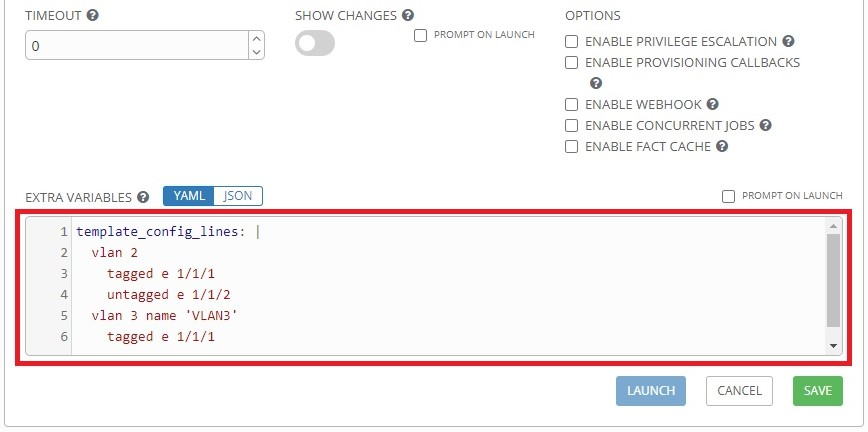 TIMEOUT ?
SHOW CHANGES ?
OPTIONS
0
PROMPT ON LAUNCH
ENABLE PRIVILEGE ESCALATION ?
ENABLE PROVISIONING CALLBACKS
?
ENABLE WEBHOOK ?
ENABLE CONCURRENT JOBS ?
ENABLE FACT CACHE ?
EXTRA VARIABLES ? YAML JSON
PROMPT ON LAUNCH
1 template_config_lines: |
2   vlan 2
3     tagged e 1/1/1
4     untagged e 1/1/2
5   vlan 3 name 'VLAN3'
6     tagged e 1/1/1
LAUNCH CANCEL SAVE